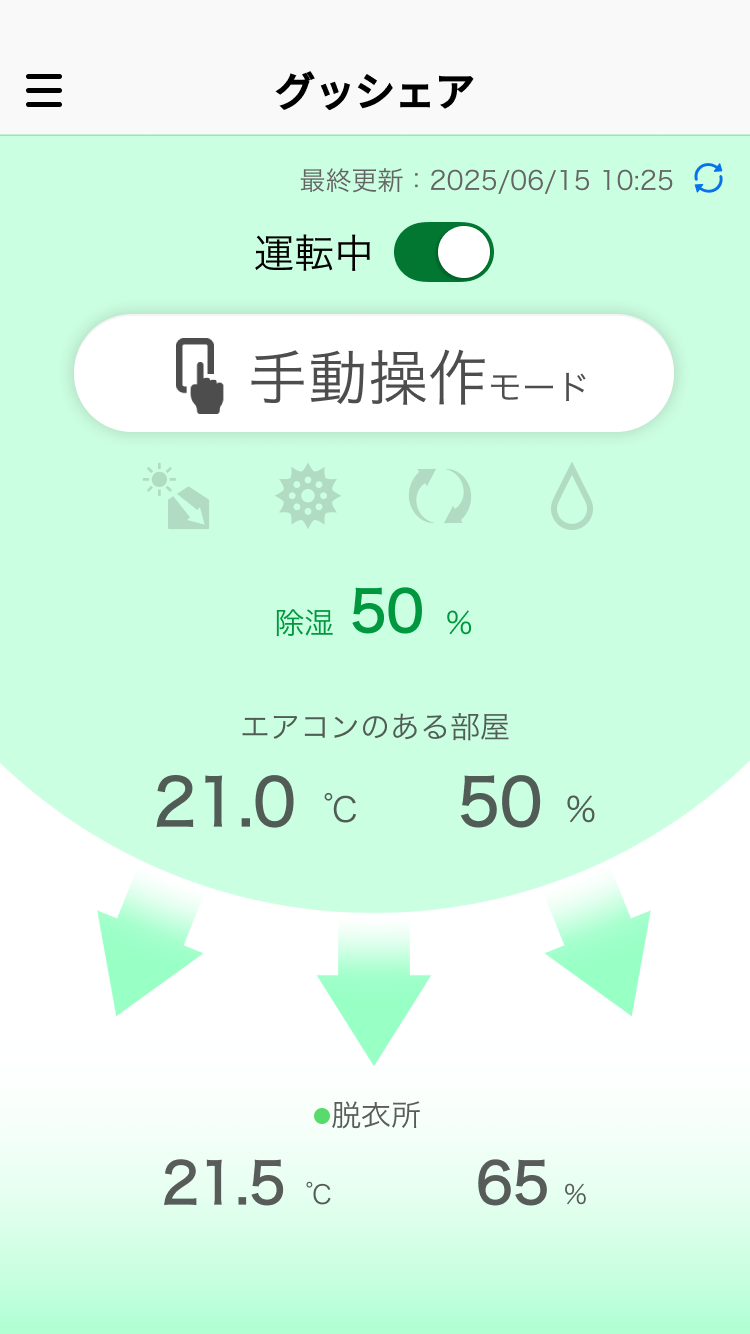 グッシェア
最終更新：2025/06/15 10:25
運転中
手動操作モード
除湿 50 %
エアコンのある部屋
21.0 ℃ 50 %
脱衣所
21.5 ℃ 65 %